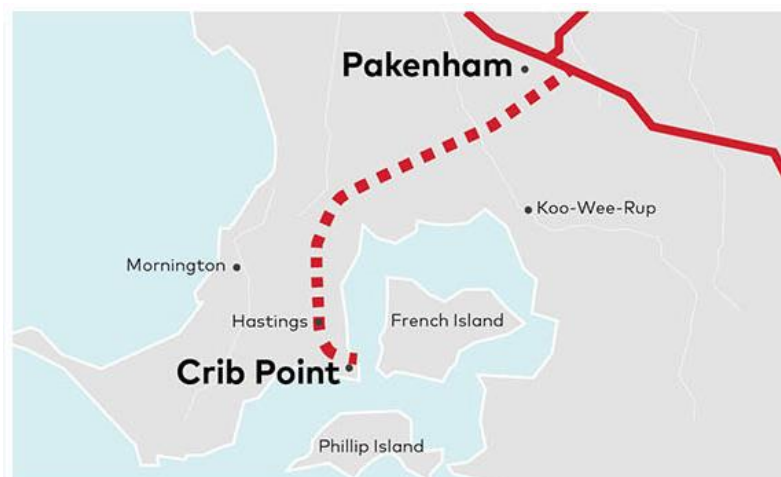 Pakenham
Koo-Wee-Rup
Mornington
Hastings
French Island
Crib Point
Phillip Island